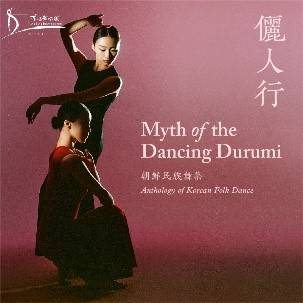 儷人行
Myth of the
Dancing Durumi
朝鮮民族舞集
Anthology of Korean Folk Dance